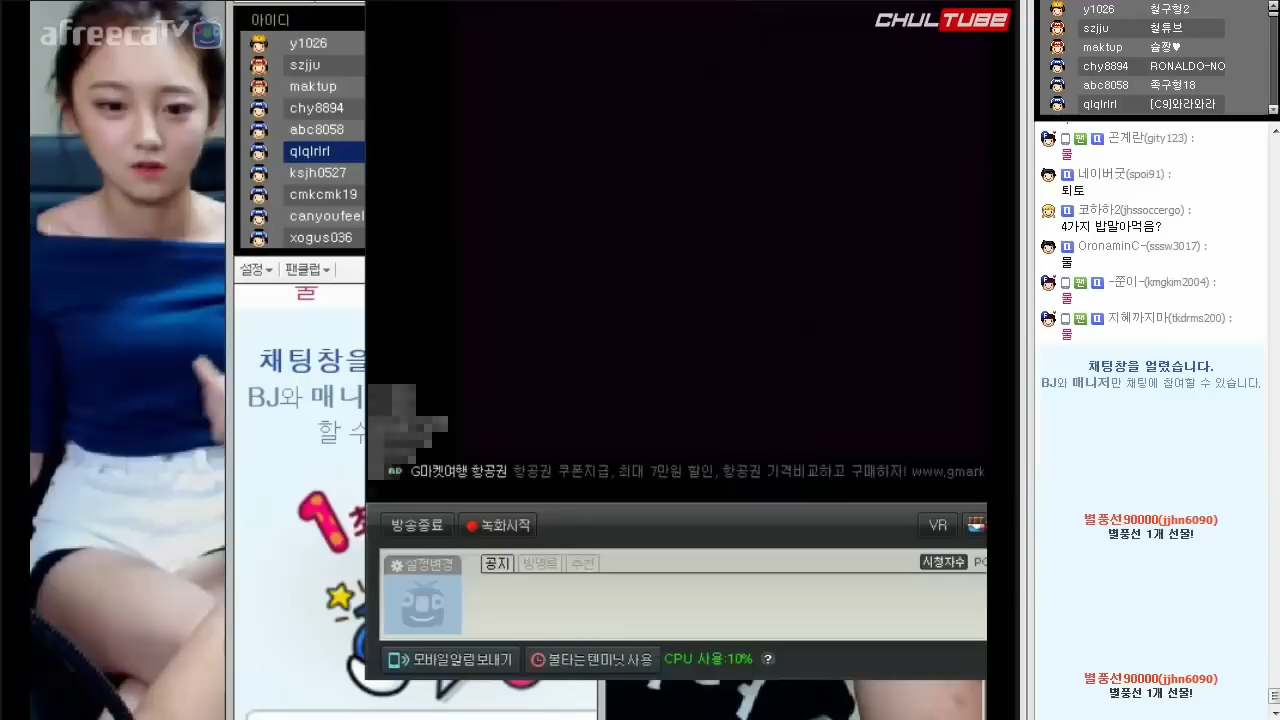 afreecaTV
아이디
y1026
szjju
maktup
chy8894
abc8058
qlqlrlrl
ksjh0527
cmkcmk19
canyoufeel
xogus036
설정
팬클럽
채팅창을
BJ와 매니
할 수
CHULTUBE
AD G마켓여행 항공권 항공권 쿠폰지급, 최대 7만원 할인, 항공권 가격비교하고 구매하자! www.gmark
방송종료
녹화시작
VR
설정변경
공지
방명록
추천
시청자수 PC
모바일알림보내기
불타는텐미닛 사용
CPU 사용:10% ?
y1026 철구형2
szjju 철튜브
maktup 슬짱♥
chy8894 RONALDO-NO
abc8058 족구형18
qlqlrlrl [C9]와라와라
팬 곤계란(gity123) :
물
네이버굿(spoi91) :
퇴토
코하하2(jhssoccergo) :
4가지 밥말이먹음?
OronaminC-(sssw3017) :
물
팬 -쭌이-(kmgkim2004) :
물
팬 지혜까지마(tkdrms200) :
물
채팅창을 얼렸습니다.
BJ와 매니저만 채팅에 참여할 수 있습니다.
별풍선90000(jjhn6090)
별풍선 1개 선물!
별풍선90000(jjhn6090)
별풍선 1개 선물!